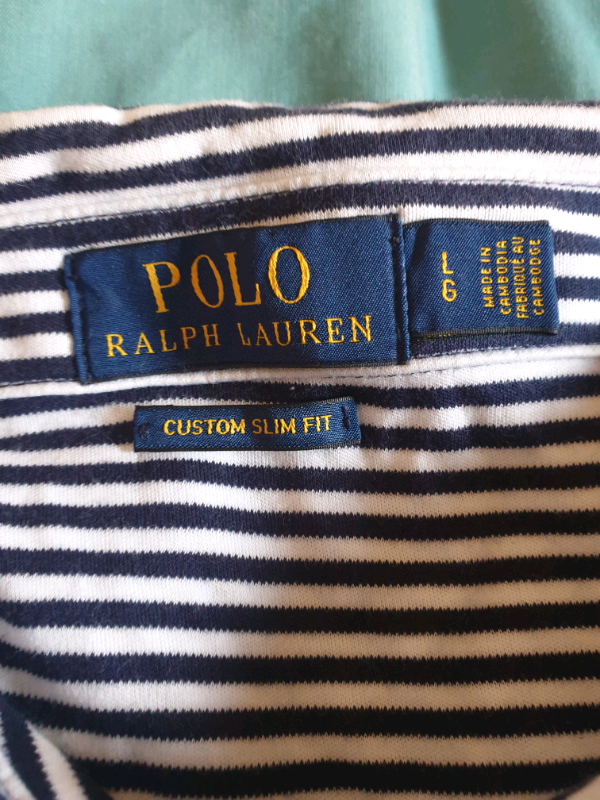 POLO
RALPH LAUREN
L
G
MADE IN
CAMBODIA
FABRIQUÉ AU
CAMBODGE
CUSTOM SLIM FIT